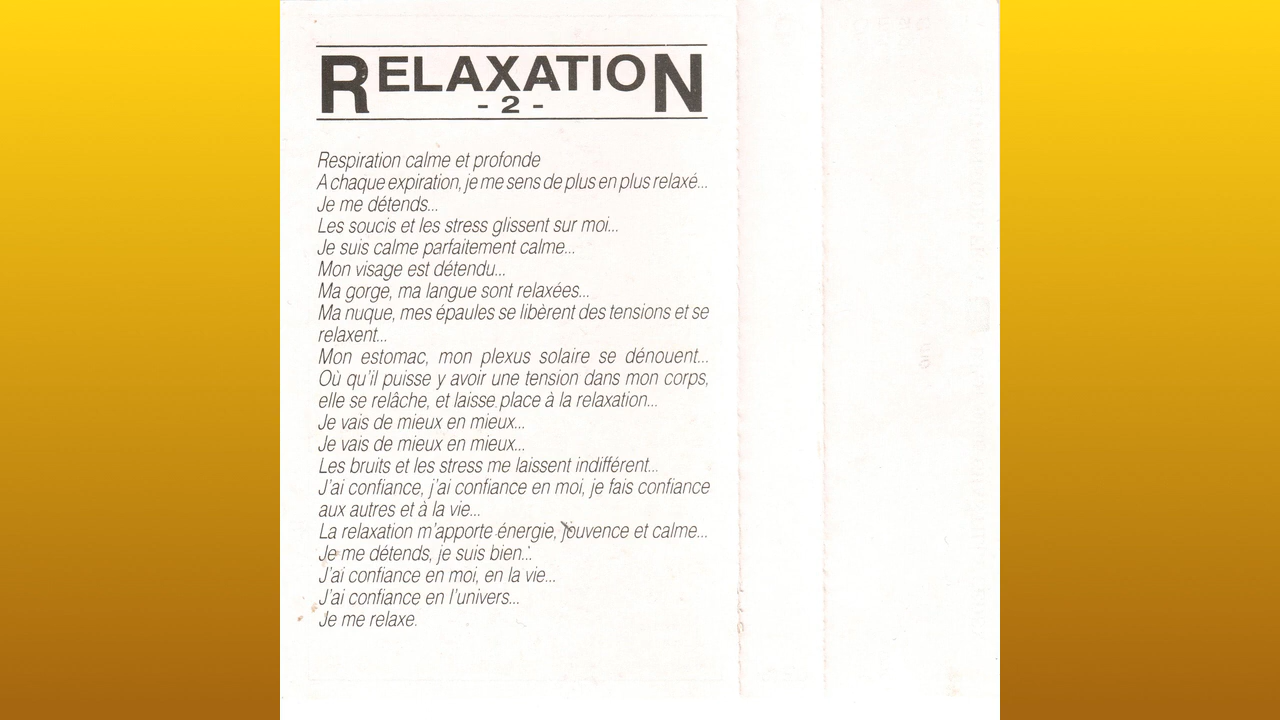 RELAXATION
- 2 -
Respiration calme et profonde
A chaque expiration, je me sens de plus en plus relaxé...
Je me détends...
Les soucis et les stress glissent sur moi...
Je suis calme parfaitement calme...
Mon visage est détendu...
Ma gorge, ma langue sont relaxées...
Ma nuque, mes épaules se libèrent des tensions et se
relaxent...
Mon estomac, mon plexus solaire se dénouent...
Où qu'il puisse y avoir une tension dans mon corps,
elle se relâche, et laisse place à la relaxation...
Je vais de mieux en mieux...
Je vais de mieux en mieux...
Les bruits et les stress me laissent indifférent...
J'ai confiance, j'ai confiance en moi, je fais confiance
aux autres et à la vie...
La relaxation m'apporte énergie, jouvence et calme...
Je me détends, je suis bien...
J'ai confiance en moi, en la vie...
J'ai confiance en l'univers...
Je me relaxe.